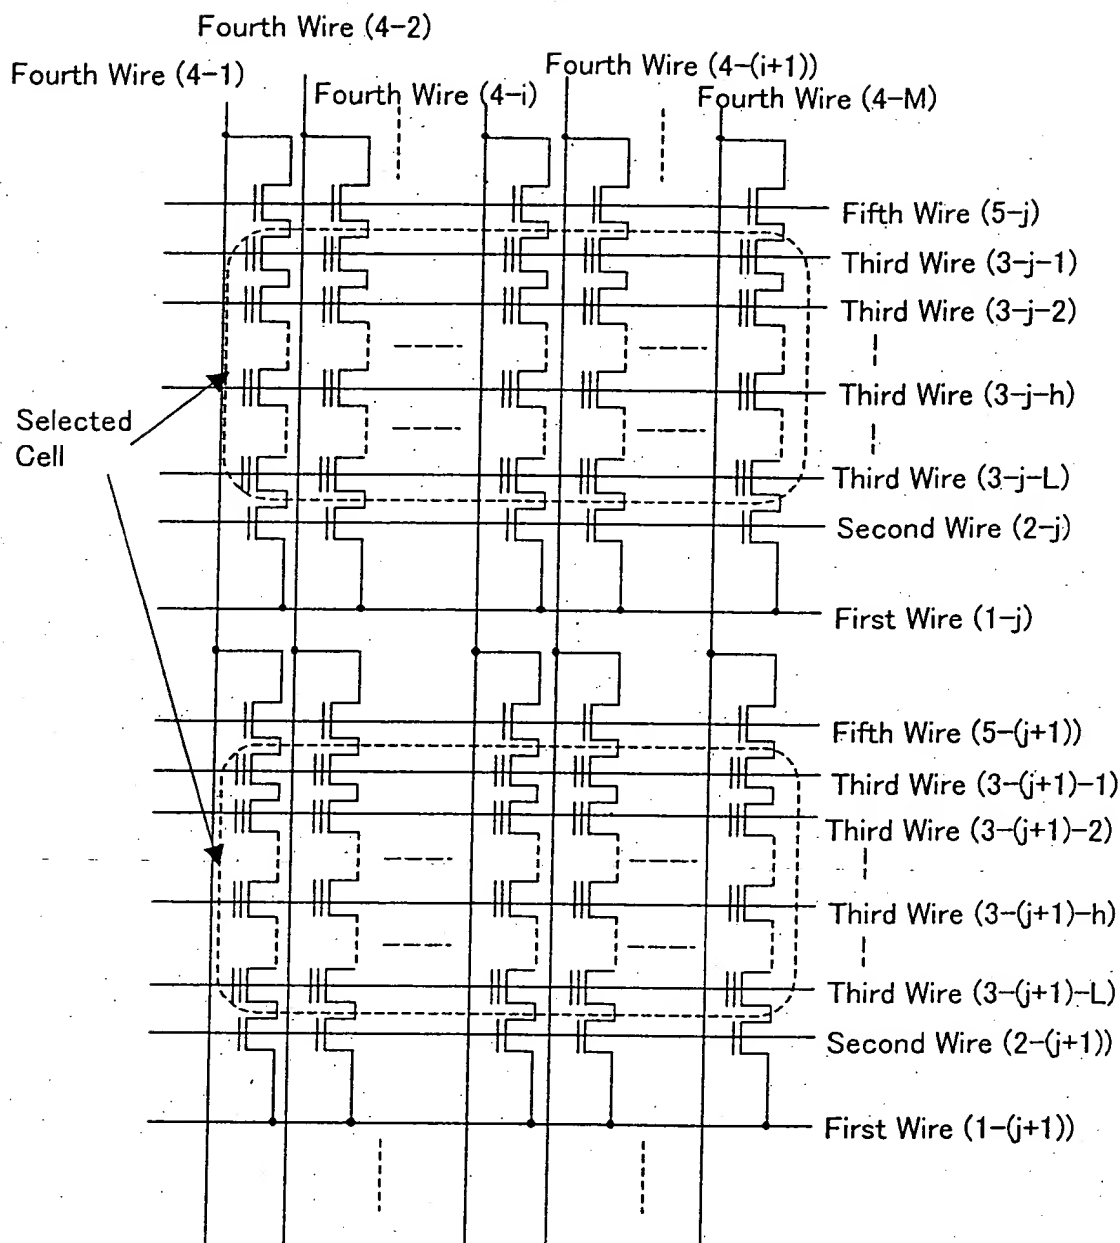 Fourth Wire (4-2)
Fourth Wire (4-1)
Fourth Wire (4-(i+1))
Fourth Wire (4-i)
Fourth Wire (4-M)
Fifth Wire (5-j)
Third Wire (3-j-1)
Third Wire (3-j-2)
Third Wire (3-j-h)
Selected
Cell
Third Wire (3-j-L)
Second Wire (2-j)
First Wire (1-j)
Fifth Wire (5-(j+1))
Third Wire (3-(j+1)-1)
Third Wire (3-(j+1)-2)
Third Wire (3-(j+1)-h)
Third Wire (3-(j+1)-L)
Second Wire (2-(j+1))
First Wire (1-(j+1))